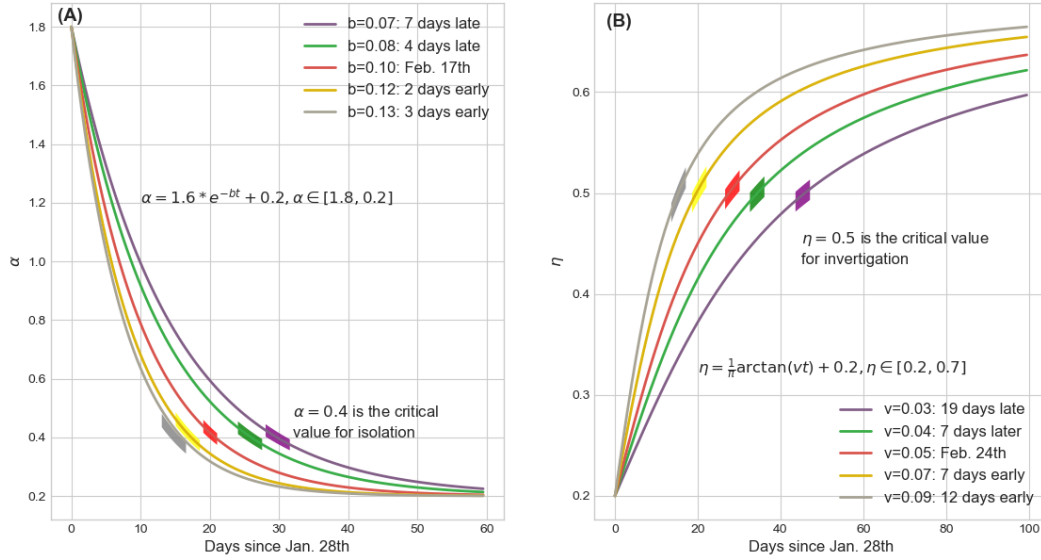 (A)
b=0.07: 7 days late
b=0.08: 4 days late
b=0.10: Feb. 17th
b=0.12: 2 days early
b=0.13: 3 days early
α = 1.6 * e^{−bt} + 0.2, α ∈ [1.8, 0.2]
α = 0.4 is the critical
value for isolation
α
1.8
1.6
1.4
1.2
1.0
0.8
0.6
0.4
0.2
0 10 20 30 40 50 60
Days since Jan. 28th
(B)
η = 0.5 is the critical value
for invertigation
η = \frac{1}{π} arctan(vt) + 0.2, η ∈ [0.2, 0.7]
v=0.03: 19 days late
v=0.04: 7 days later
v=0.05: Feb. 24th
v=0.07: 7 days early
v=0.09: 12 days early
η
0.6
0.5
0.4
0.3
0.2
0 20 40 60 80 100
Days since Jan. 28th